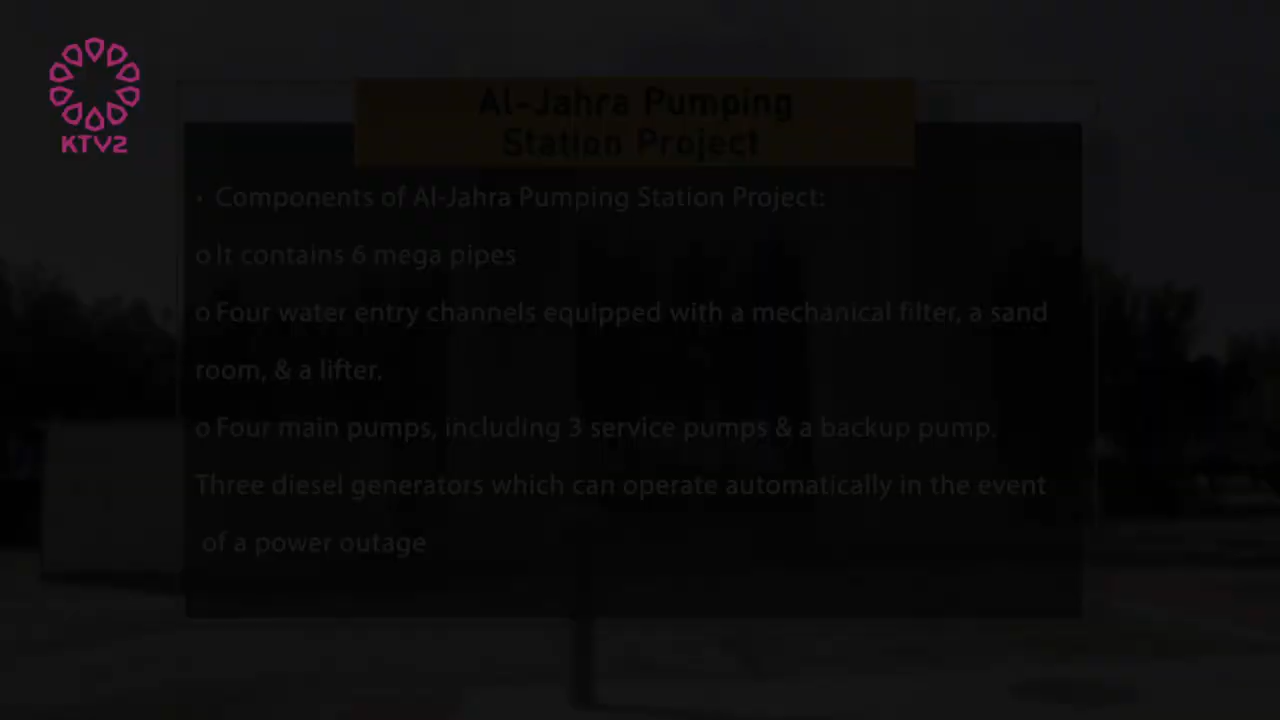 KTV2
Al-Jahra Pumping
Station Project
• Components of Al-Jahra Pumping Station Project:
o It contains 6 mega pipes
o Four water entry channels equipped with a mechanical filter, a sand
room, & a lifter.
o Four main pumps, including 3 service pumps & a backup pump.
Three diesel generators which can operate automatically in the event
of a power outage